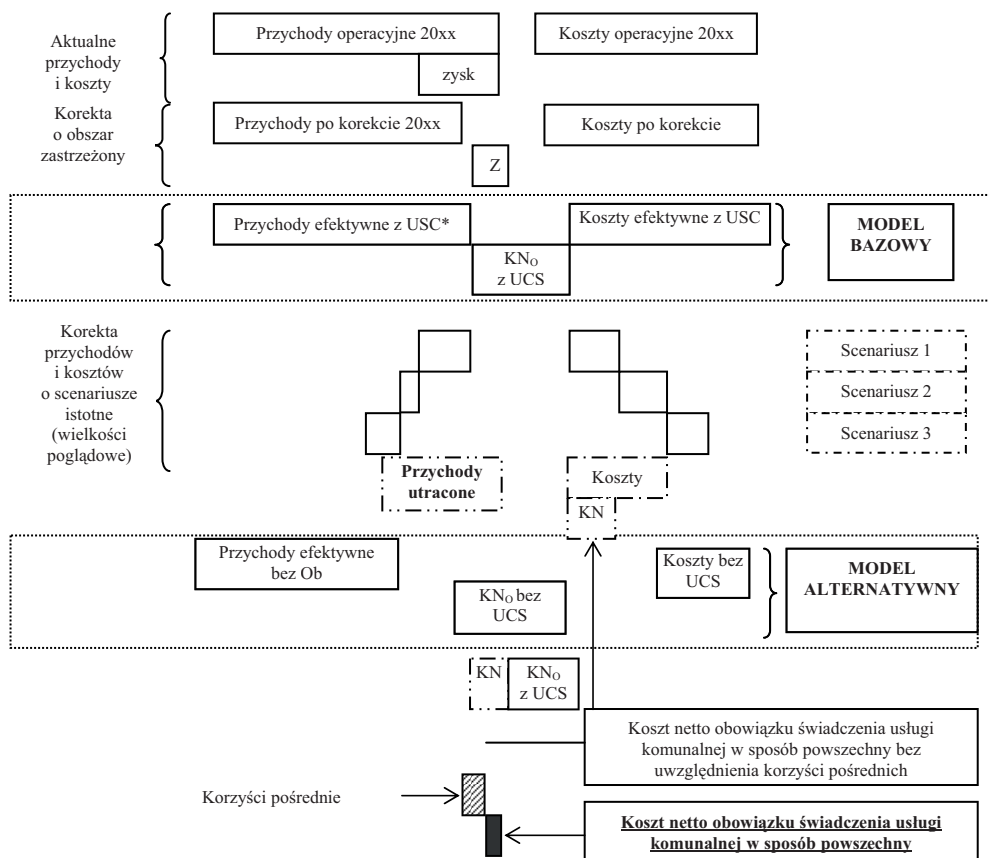 Aktualne
przychody
i koszty
Przychody operacyjne 20xx
Koszty operacyjne 20xx
zysk
Korekta
o obszar
zastrzeżony
Przychody po korekcie 20xx
Koszty po korekcie
Z
Przychody efektywne z USC*
Koszty efektywne z USC
KNO
z UCS
MODEL
BAZOWY
Korekta
przychodów
i kosztów
o scenariusze
istotne
(wielkości
poglądowe)
Scenariusz 1
Scenariusz 2
Scenariusz 3
Przychody
utracone
Koszty
KN
Przychody efektywne
bez Ob
KNO bez
UCS
Koszty bez
UCS
MODEL
ALTERNATYWNY
KN
KNO
z UCS
Koszt netto obowiązku świadczenia usługi
komunalnej w sposób powszechny bez
uwzględnienia korzyści pośrednich
Korzyści pośrednie
Koszt netto obowiązku świadczenia usługi
komunalnej w sposób powszechny